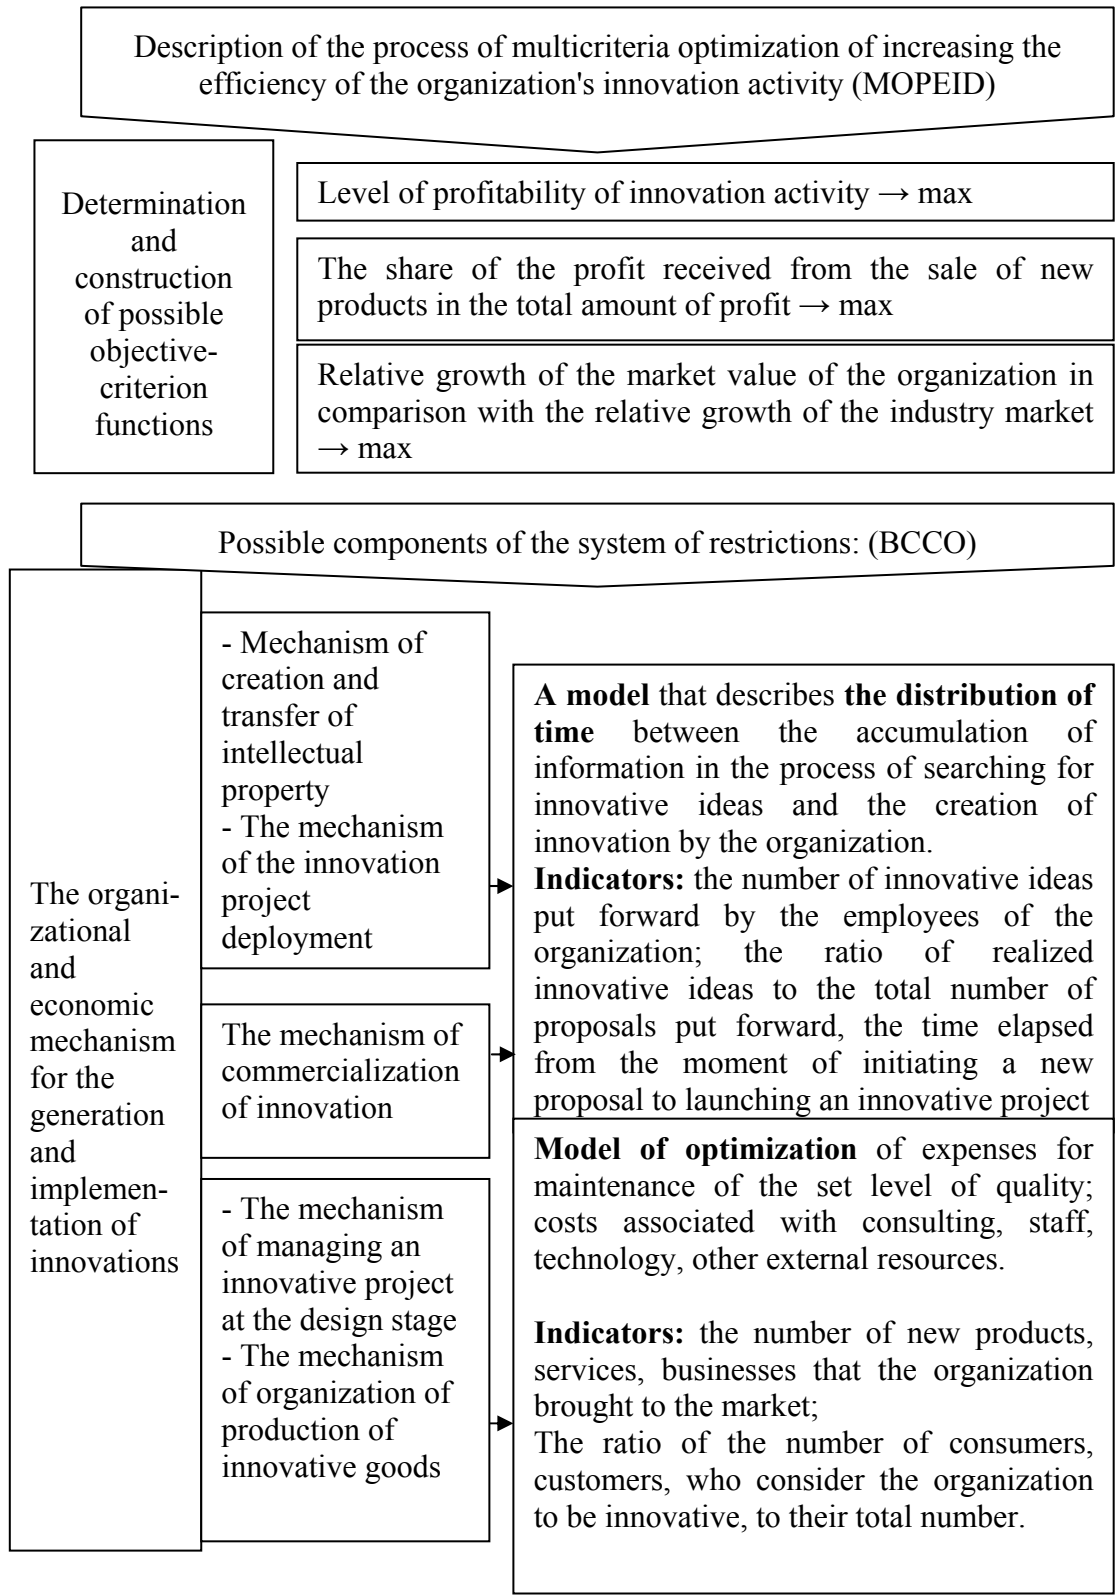 Description of the process of multicriteria optimization of increasing the
efficiency of the organization's innovation activity (MOPEID)
Determination
and
construction
of possible
objective-
criterion
functions
Level of profitability of innovation activity → max
The share of the profit received from the sale of new
products in the total amount of profit → max
Relative growth of the market value of the organization in
comparison with the relative growth of the industry market
→ max
Possible components of the system of restrictions: (BCCO)
The organi-
zational
and
economic
mechanism
for the
generation
and
implemen-
tation of
innovations
- Mechanism of
creation and
transfer of
intellectual
property
- The mechanism
of the innovation
project
deployment
The mechanism of
commercialization
of innovation
- The mechanism
of managing an
innovative project
at the design stage
- The mechanism
of organization of
production of
innovative goods
A model that describes the distribution of
time between the accumulation of
information in the process of searching for
innovative ideas and the creation of
innovation by the organization.
Indicators: the number of innovative ideas
put forward by the employees of the
organization; the ratio of realized
innovative ideas to the total number of
proposals put forward, the time elapsed
from the moment of initiating a new
proposal to launching an innovative project
Model of optimization of expenses for
maintenance of the set level of quality;
costs associated with consulting, staff,
technology, other external resources.
Indicators: the number of new products,
services, businesses that the organization
brought to the market;
The ratio of the number of consumers,
customers, who consider the organization
to be innovative, to their total number.